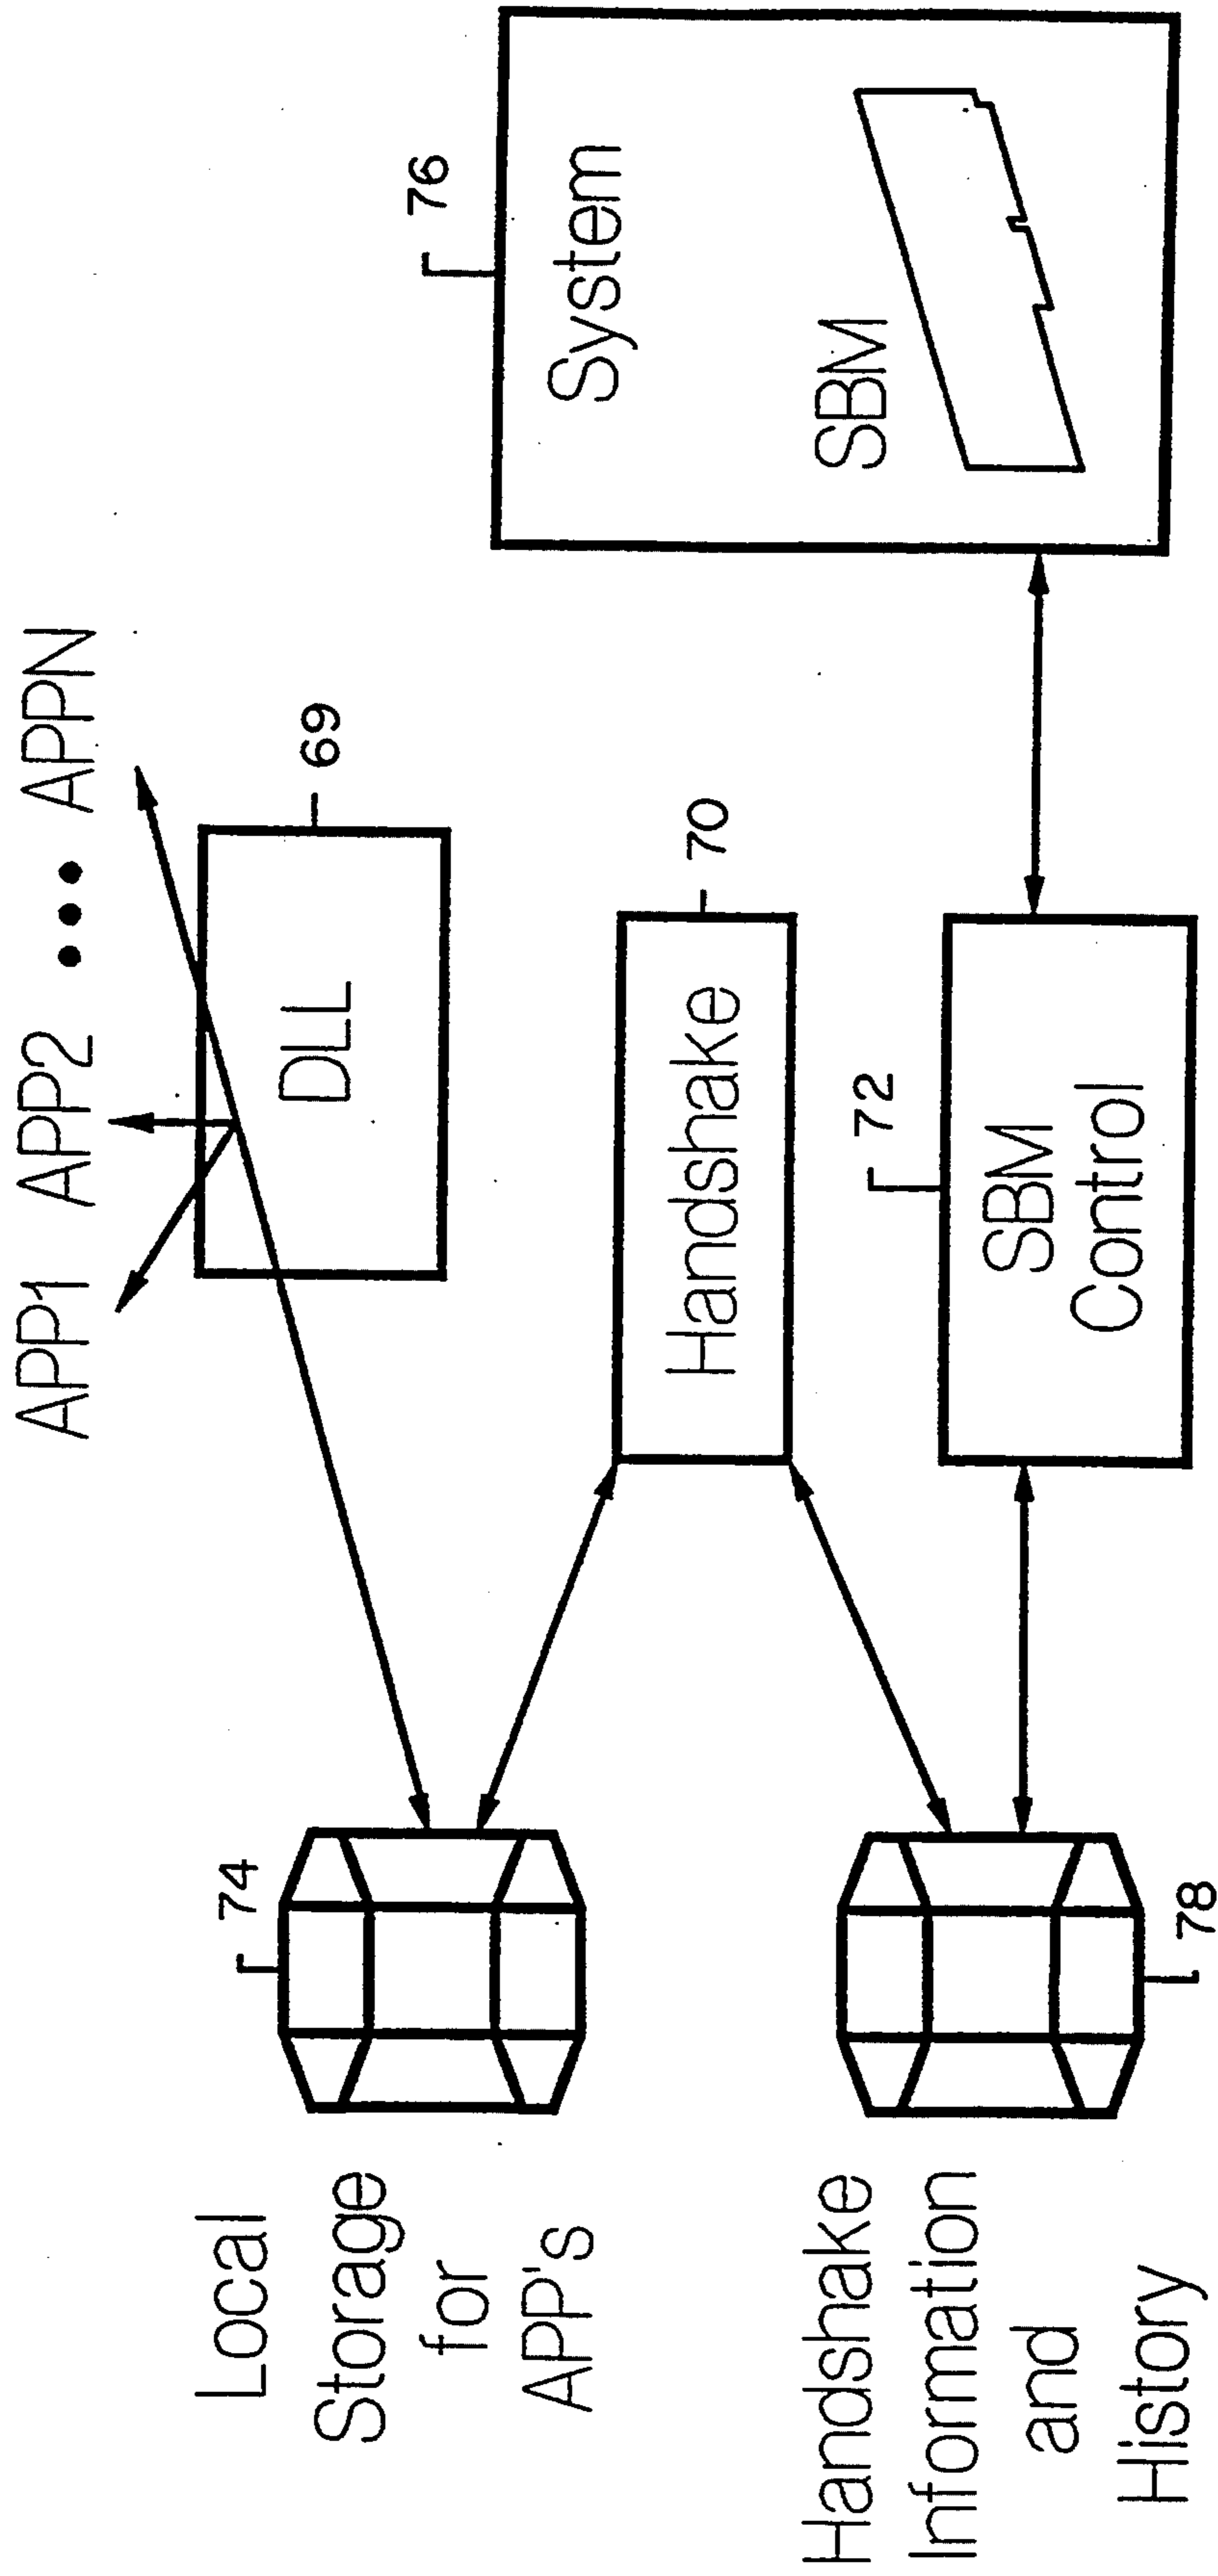 APP1 APP2 ••• APPN
74
Local
Storage
for
APP's
DLL
69
76
System
SBM
Handshake
70
72
SBM
Control
Handshake
Information
and
History
78